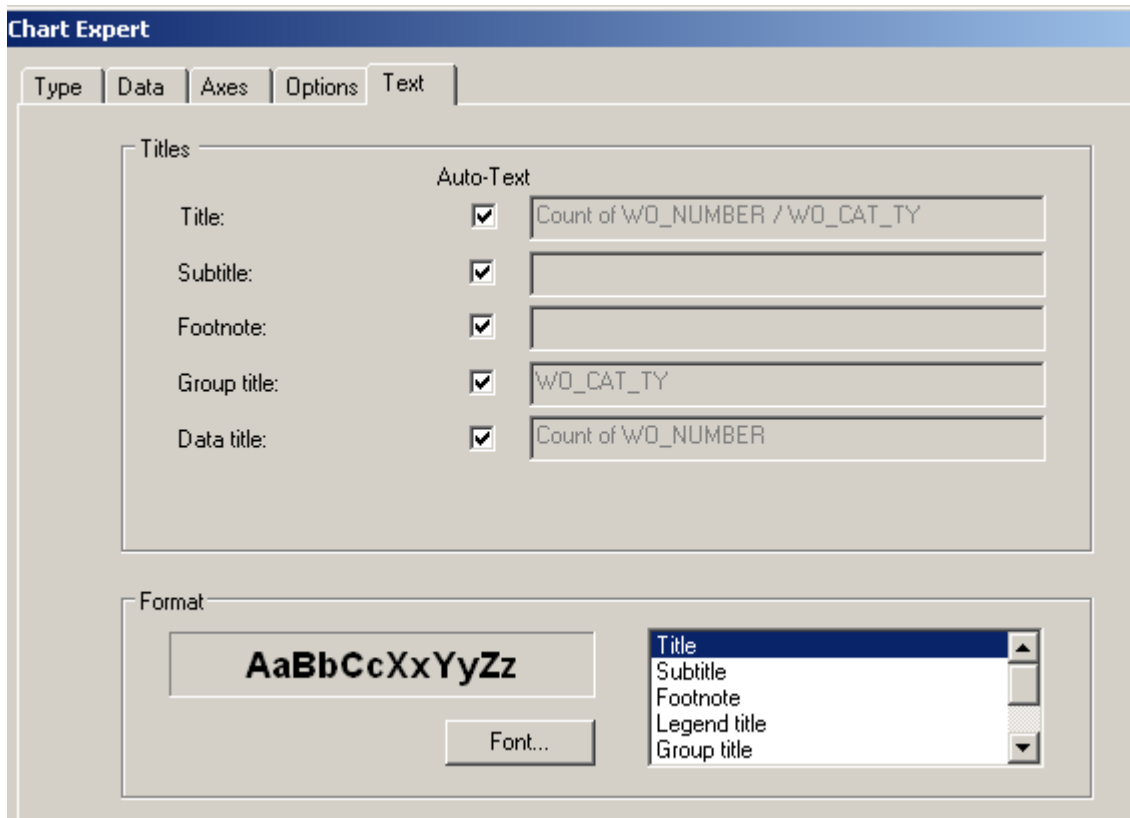 Chart Expert
Type Data Axes Options Text
Titles
Auto-Text
Title: Count of WO_NUMBER / WO_CAT_TY
Subtitle:
Footnote:
Group title: WO_CAT_TY
Data title: Count of WO_NUMBER
Format
AaBbCcXxYyZz
Font...
Title
Subtitle
Footnote
Legend title
Group title